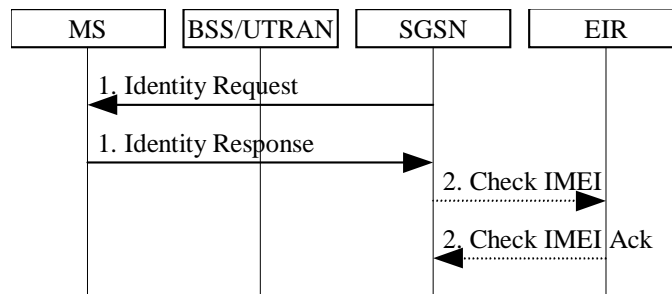 MS BSS/UTRAN SGSN EIR
1. Identity Request
1. Identity Response
2. Check IMEI
2. Check IMEI Ack